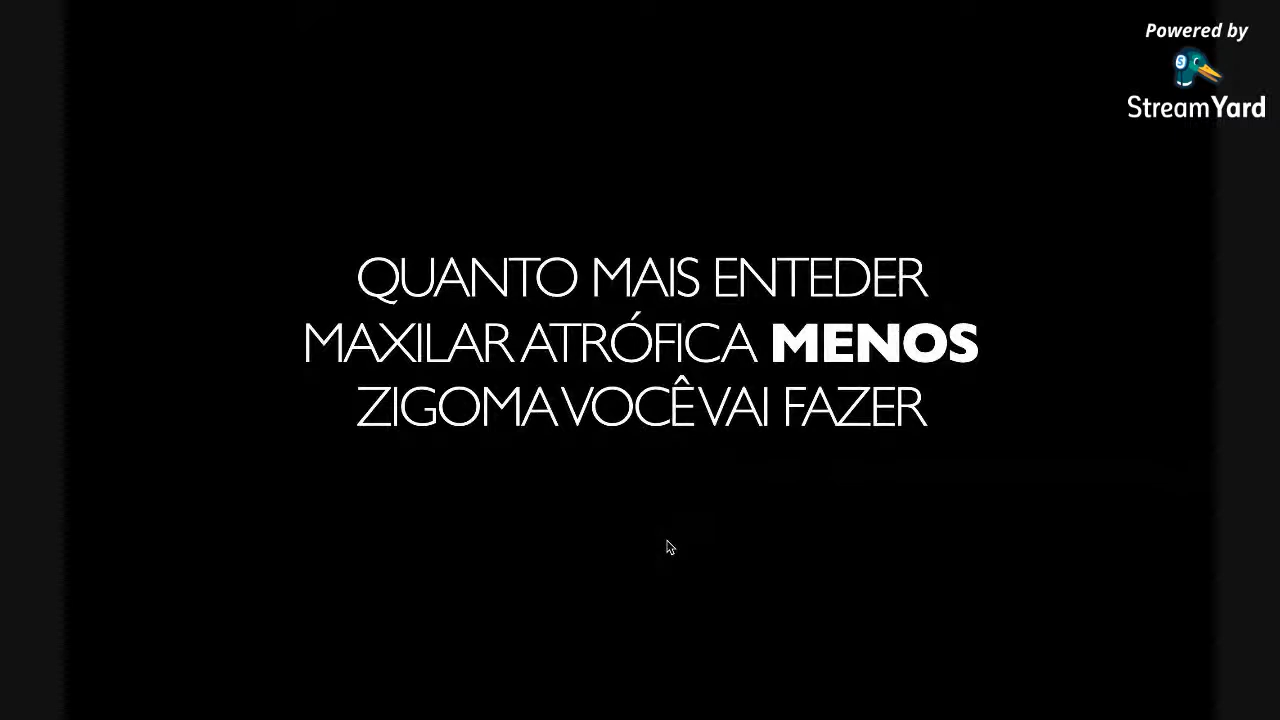 Powered by
S
StreamYard
QUANTO MAIS ENTEDER
MAXILAR ATRÓFICA MENOS
ZIGOMA VOCÊ VAI FAZER